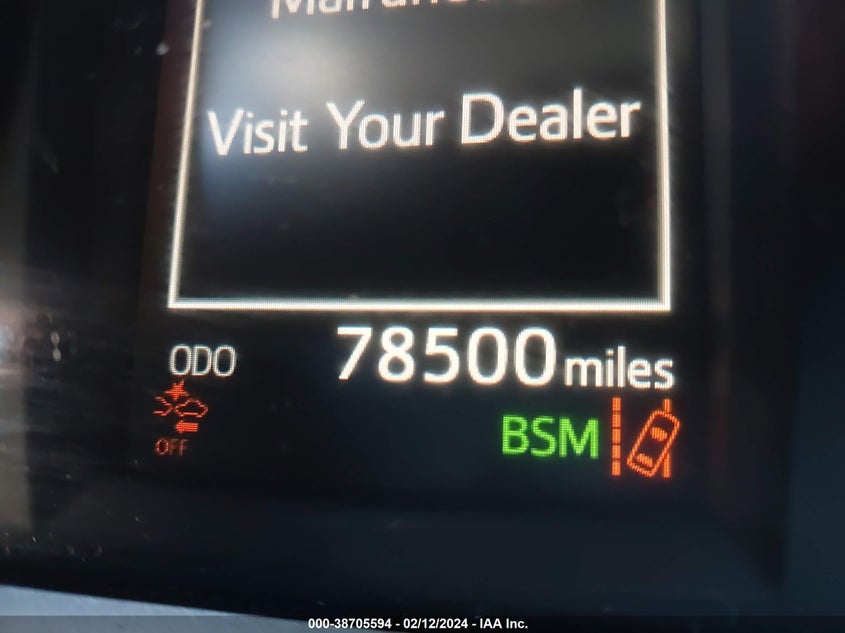 Visit Your Dealer
ODO 78500 miles
OFF BSM
000-38705594 - 02/12/2024 - IAA Inc.